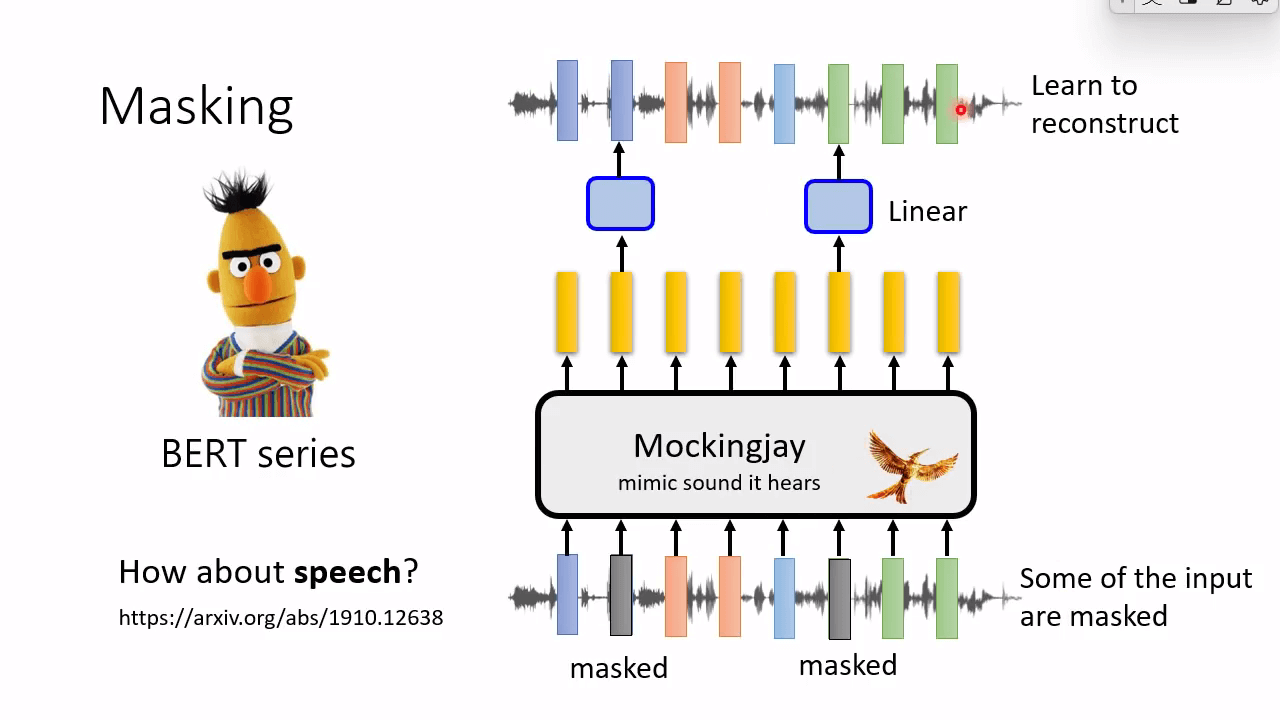 Masking
BERT series
How about speech?
https://arxiv.org/abs/1910.12638
Learn to
reconstruct
Linear
Mockingjay
mimic sound it hears
Some of the input
are masked
masked
masked